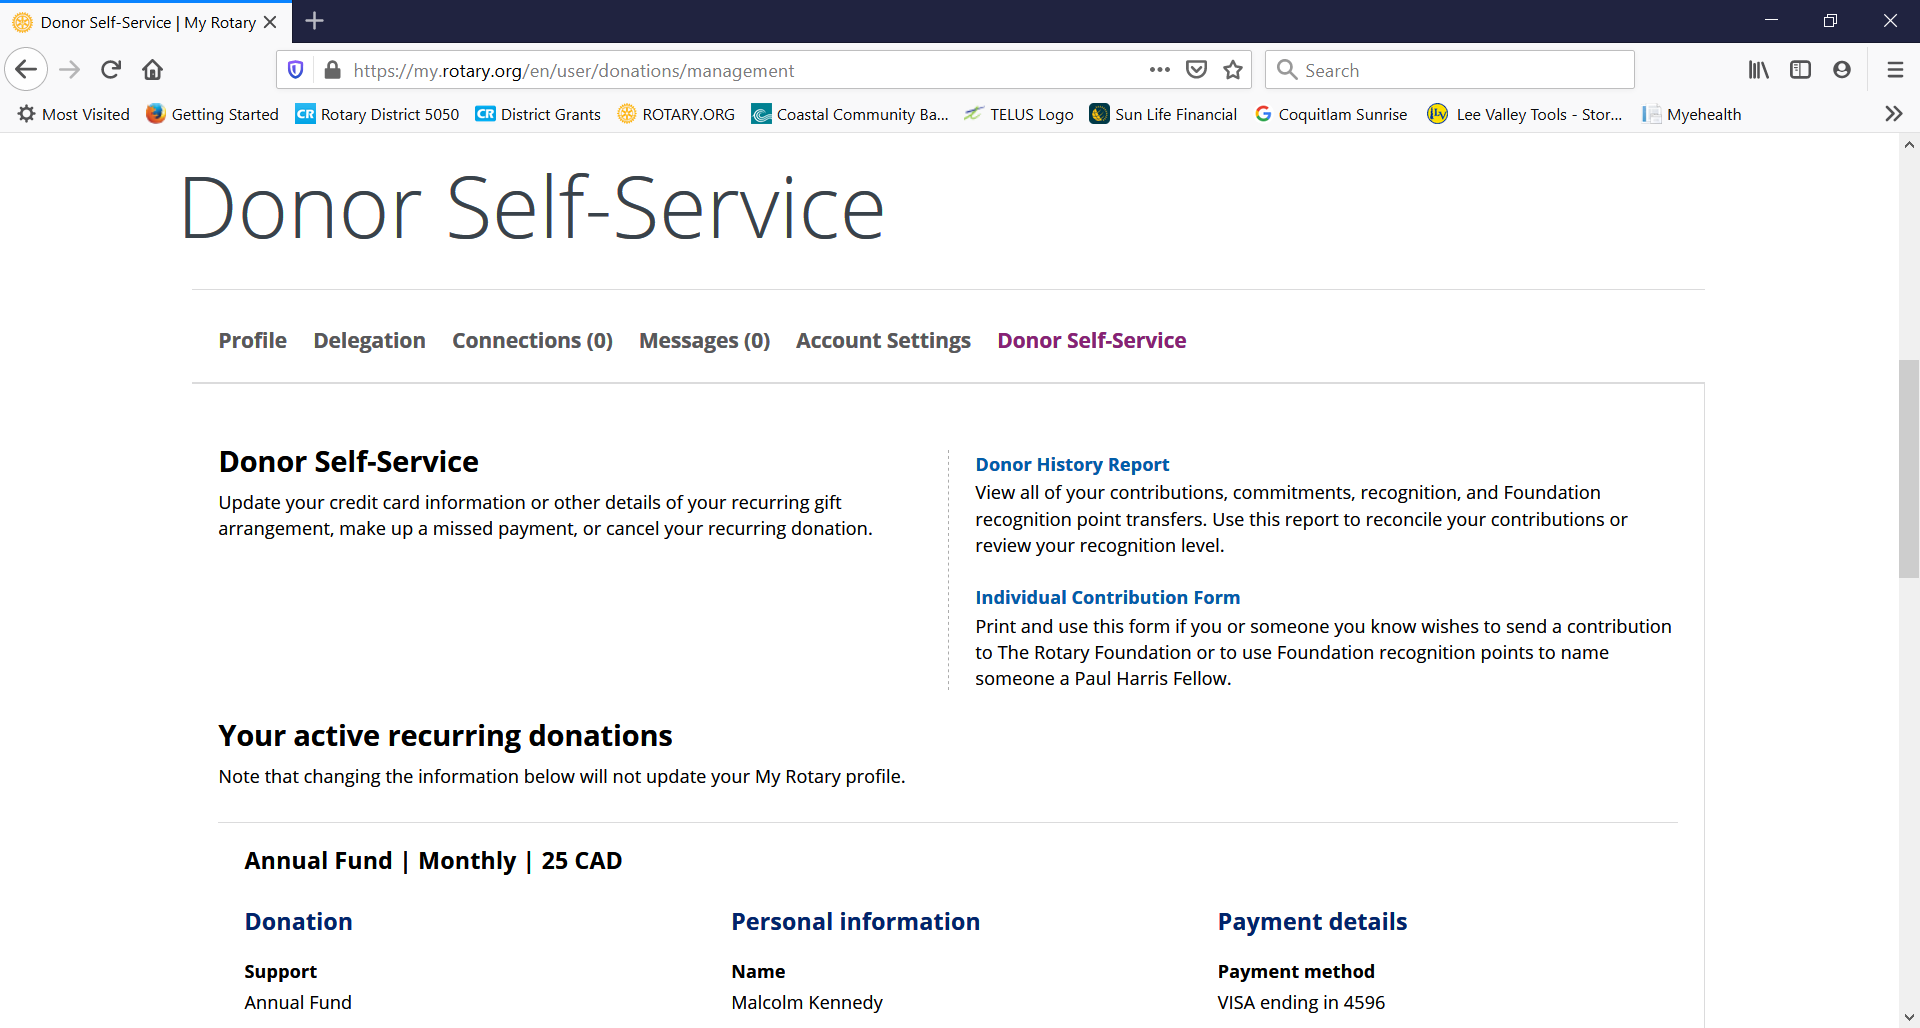 Donor Self-Service | My Rotary
https://my.rotary.org/en/user/donations/management
Search
Most Visited
Getting Started
CR Rotary District 5050
CR District Grants
ROTARY.ORG
Coastal Community Ba...
TELUS Logo
Sun Life Financial
G Coquitlam Sunrise
LV Lee Valley Tools - Stor...
Myehealth
Donor Self-Service
Profile Delegation Connections (0) Messages (0) Account Settings Donor Self-Service
Donor Self-Service
Update your credit card information or other details of your recurring gift
arrangement, make up a missed payment, or cancel your recurring donation.
Donor History Report
View all of your contributions, commitments, recognition, and Foundation
recognition point transfers. Use this report to reconcile your contributions or
review your recognition level.
Individual Contribution Form
Print and use this form if you or someone you know wishes to send a contribution
to The Rotary Foundation or to use Foundation recognition points to name
someone a Paul Harris Fellow.
Your active recurring donations
Note that changing the information below will not update your My Rotary profile.
Annual Fund | Monthly | 25 CAD
Donation
Support
Annual Fund
Personal information
Name
Malcolm Kennedy
Payment details
Payment method
VISA ending in 4596